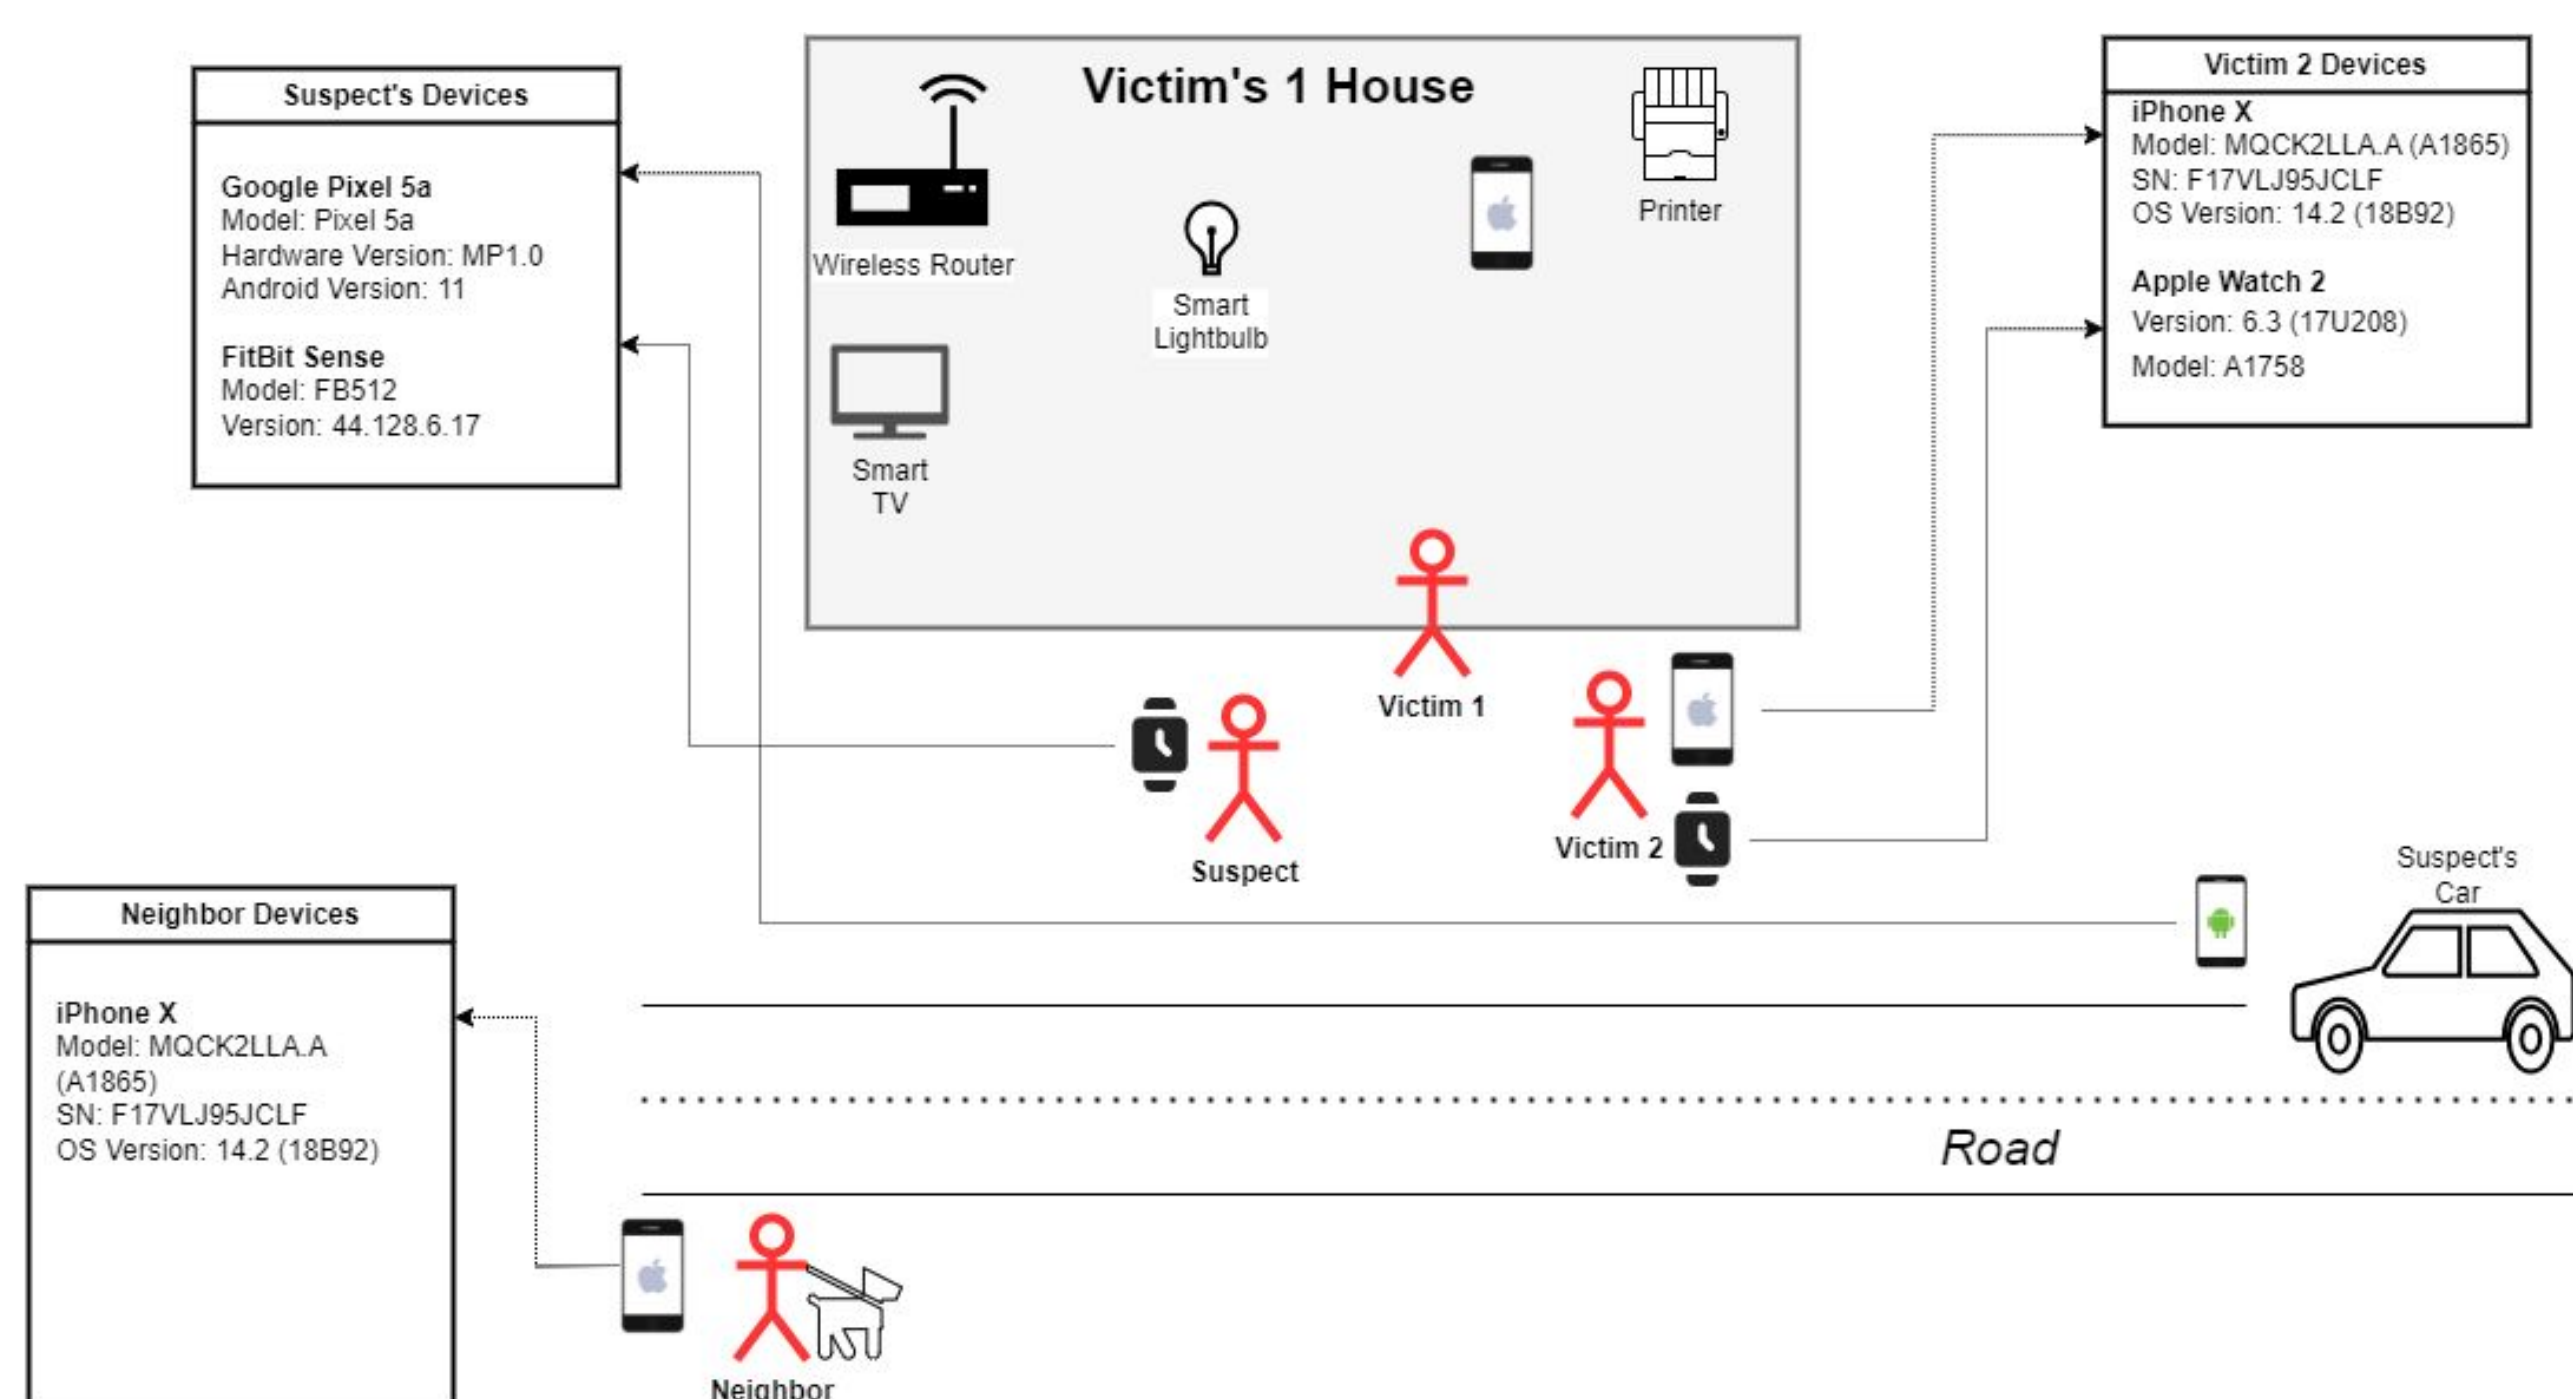 Suspect's Devices
Google Pixel 5a
Model: Pixel 5a
Hardware Version: MP1.0
Android Version: 11
FitBit Sense
Model: FB512
Version: 44.128.6.17
Victim's 1 House
Wireless Router
Smart
Lightbulb
Printer
Smart
TV
Victim 2 Devices
iPhone X
Model: MQCK2LLA.A (A1865)
SN: F17VLJ95JCLF
OS Version: 14.2 (18B92)
Apple Watch 2
Version: 6.3 (17U208)
Model: A1758
Victim 1
Victim 2
Suspect
Suspect's
Car
Neighbor Devices
iPhone X
Model: MQCK2LLA.A
(A1865)
SN: F17VLJ95JCLF
OS Version: 14.2 (18B92)
Road
Neighbor